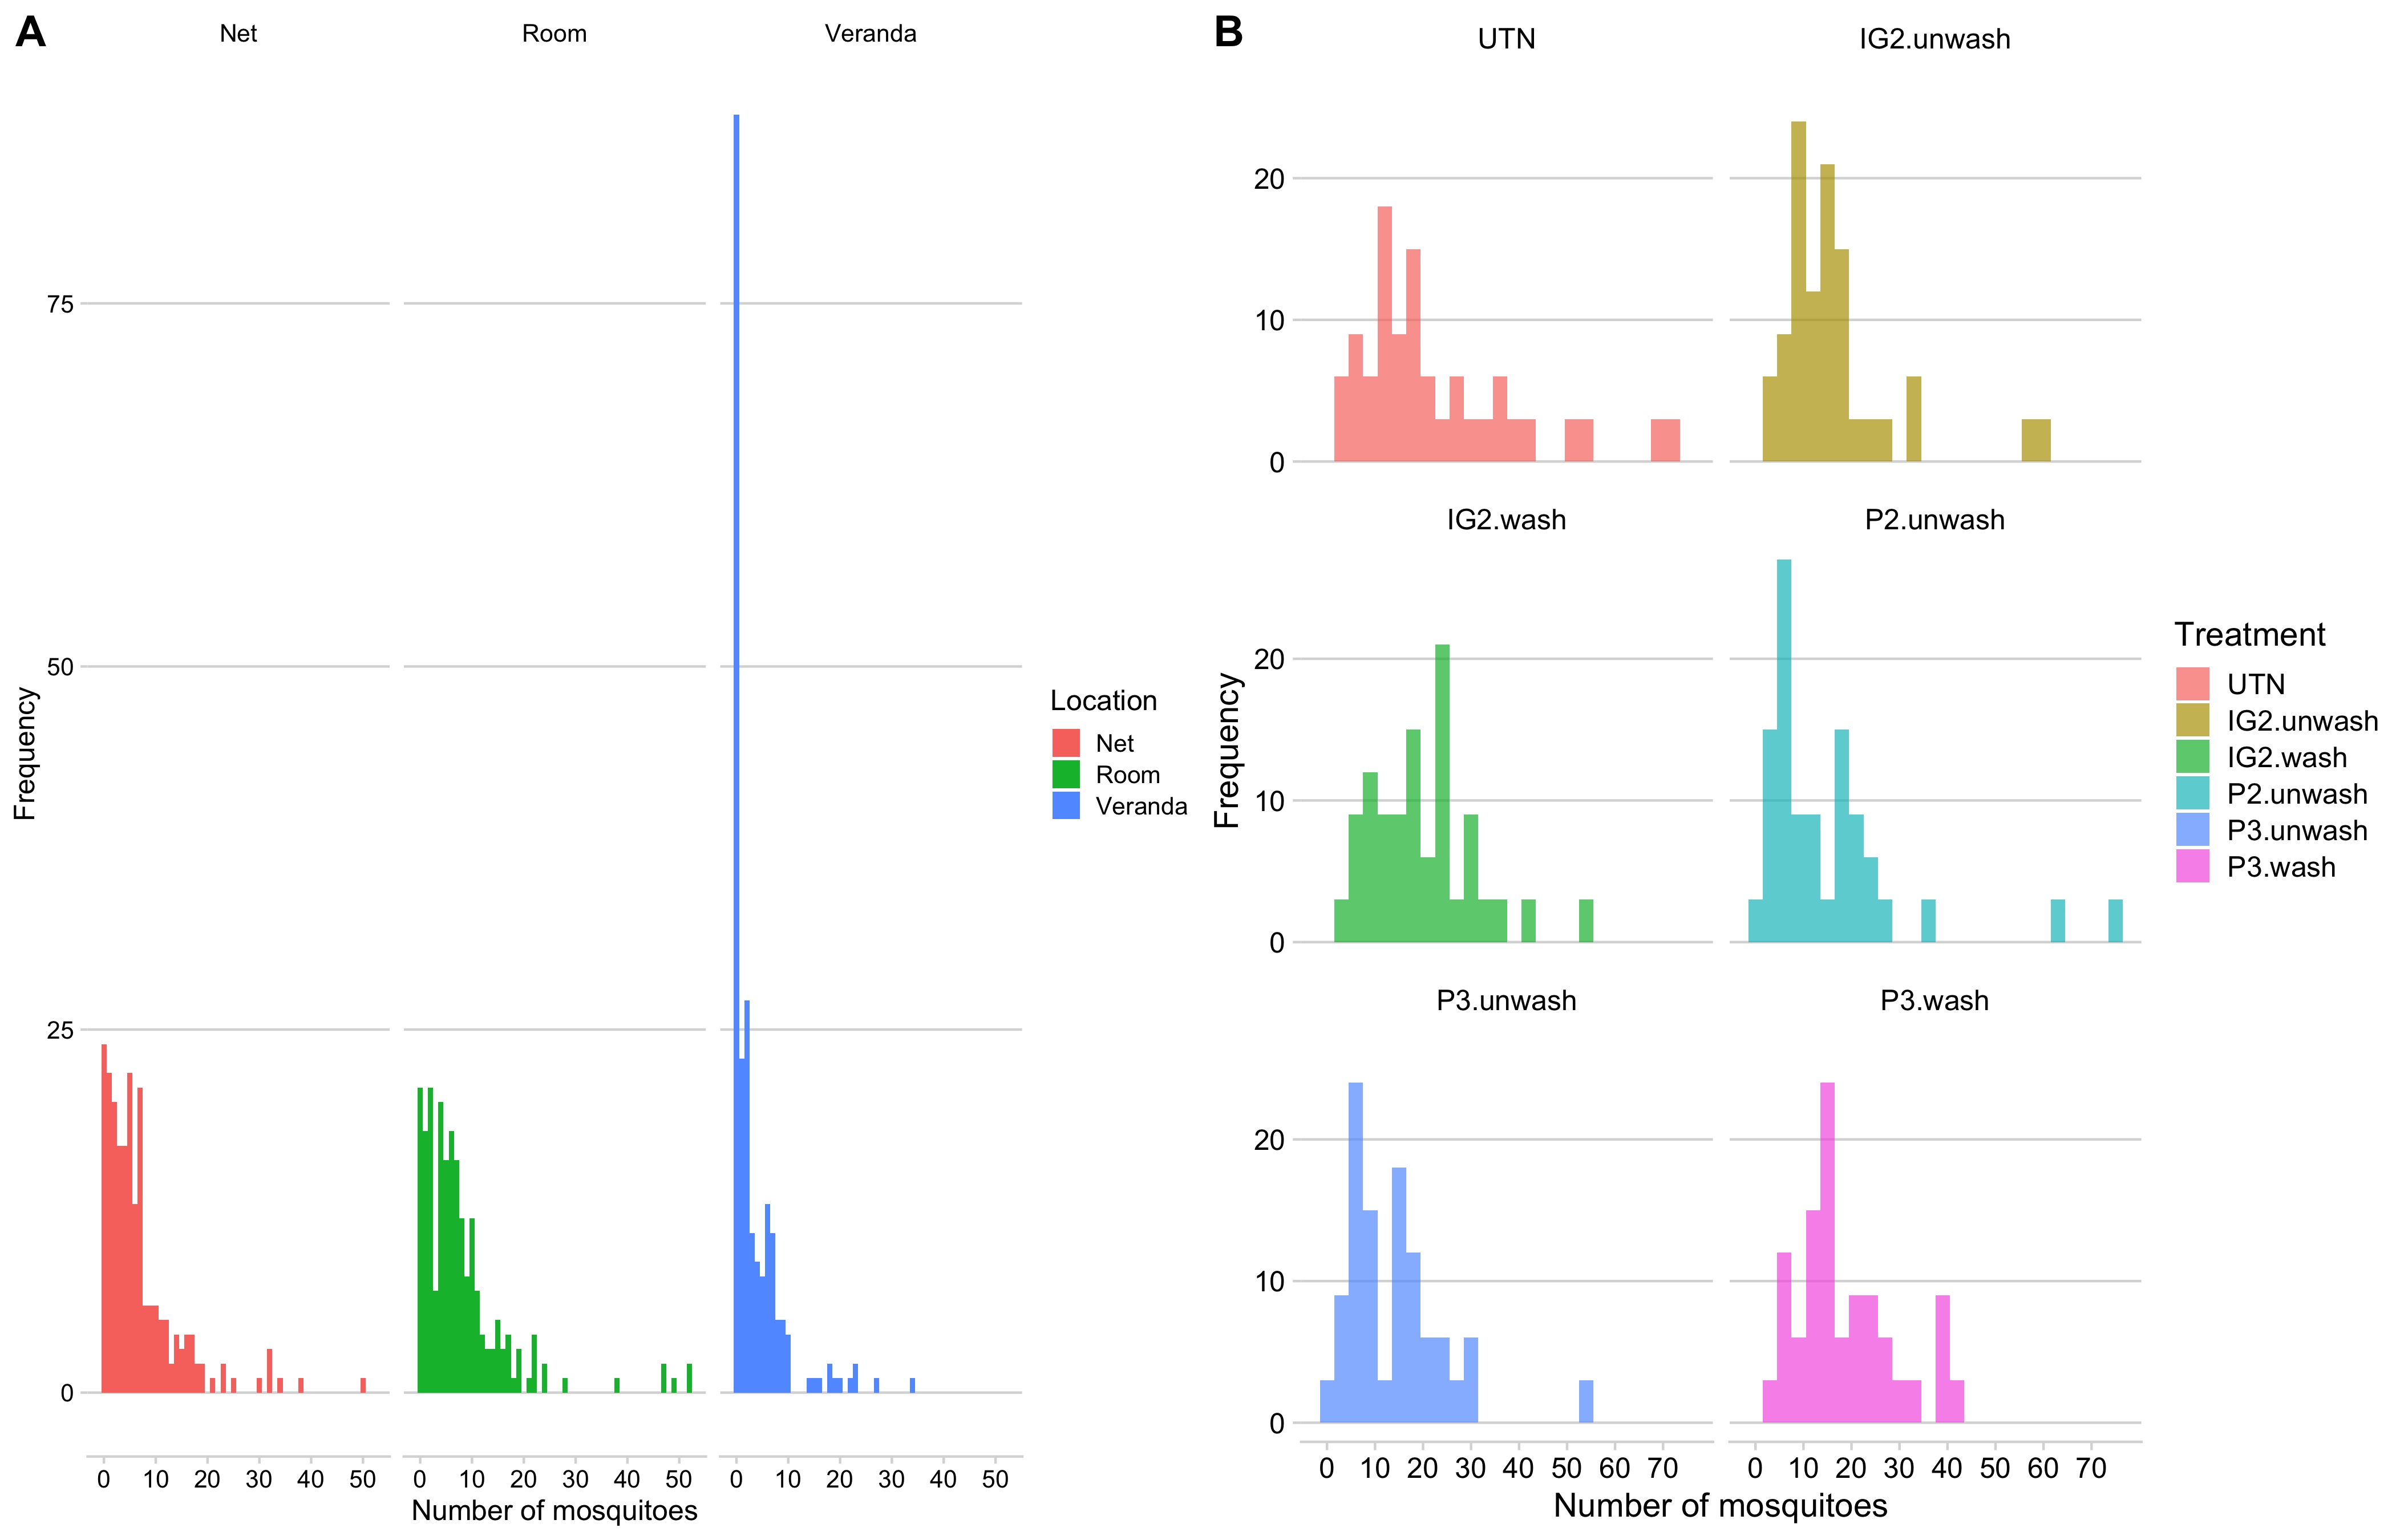 A
Net Room Veranda
75
50
25
0
Frequency
0 10 20 30 40 50 0 10 20 30 40 50 0 10 20 30 40 50
Number of mosquitoes
Location
Net
Room
Veranda
B
UTN IG2.unwash
20
10
0
IG2.wash P2.unwash
20
10
0
P3.unwash P3.wash
20
10
0
Frequency
0 10 20 30 40 50 60 70 0 10 20 30 40 50 60 70
Number of mosquitoes
Treatment
UTN
IG2.unwash
IG2.wash
P2.unwash
P3.unwash
P3.wash